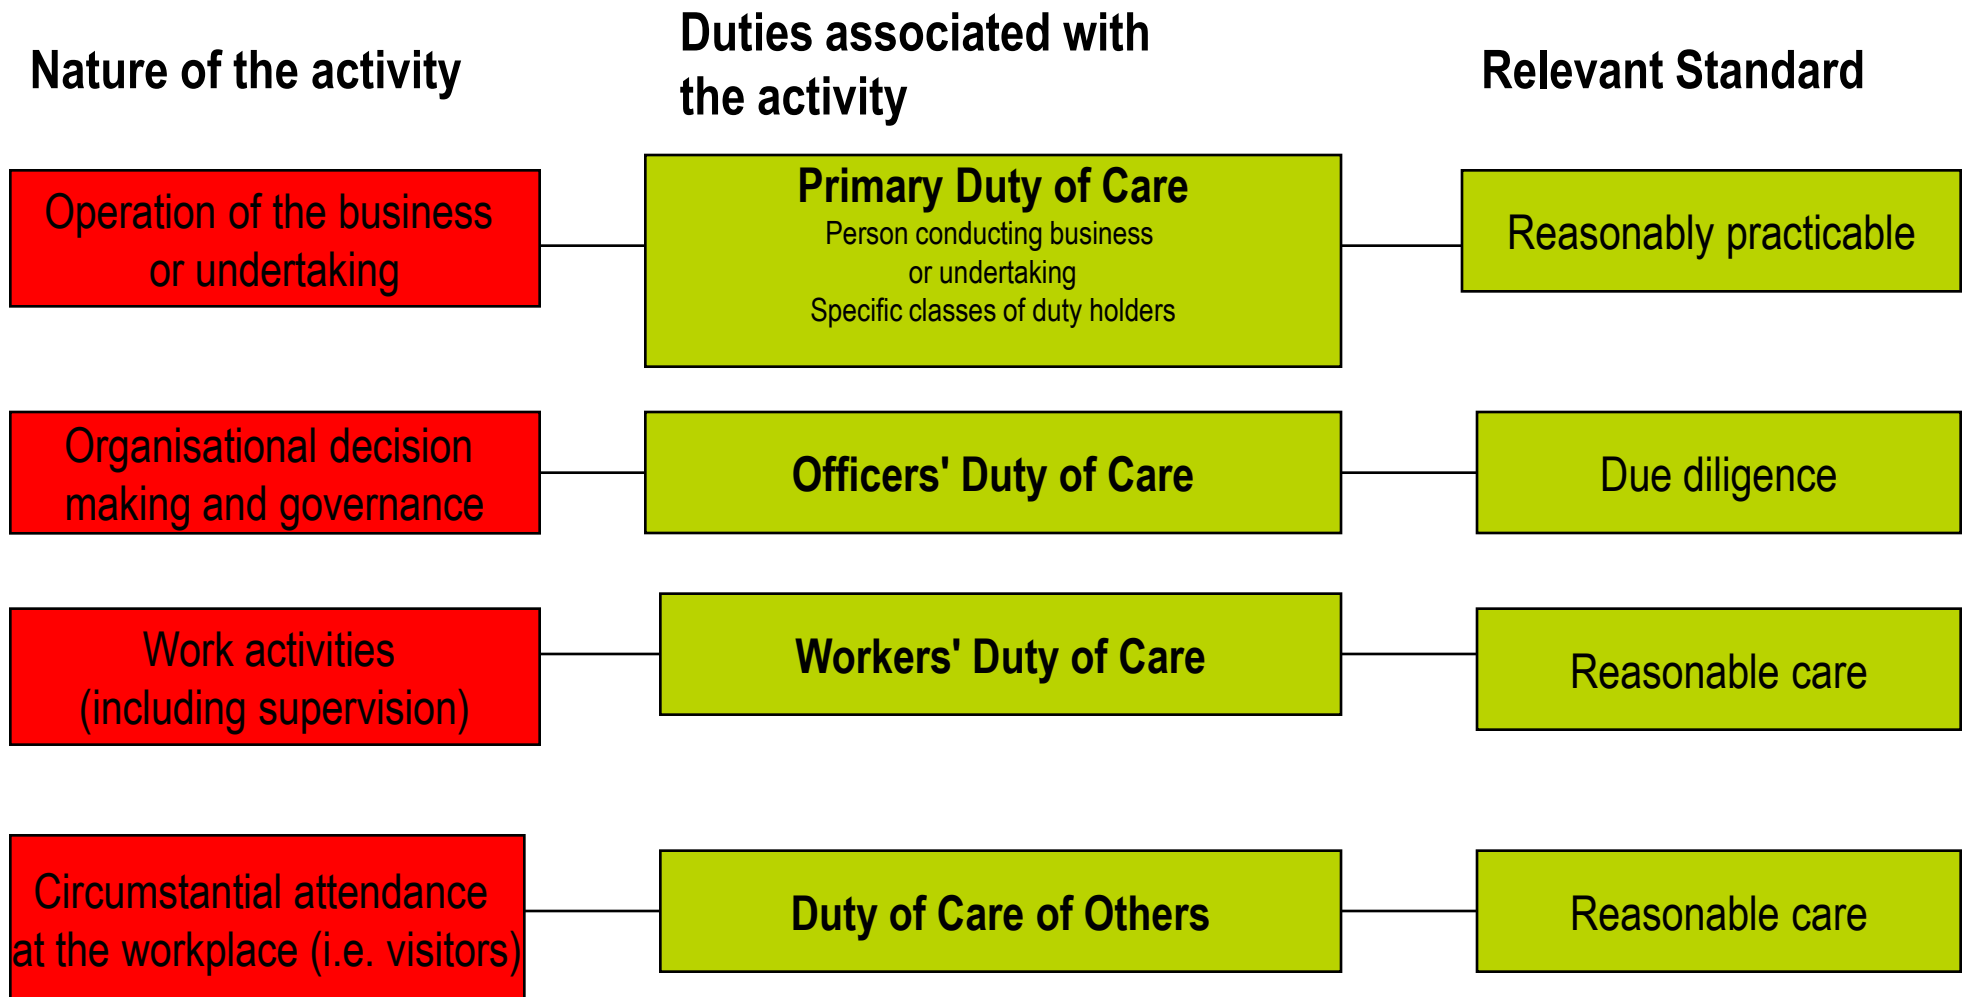 Nature of the activity
Duties associated with
the activity
Relevant Standard
Operation of the business
or undertaking
Primary Duty of Care
Person conducting business
or undertaking
Specific classes of duty holders
Reasonably practicable
Organisational decision
making and governance
Officers' Duty of Care
Due diligence
Work activities
(including supervision)
Workers' Duty of Care
Reasonable care
Circumstantial attendance
at the workplace (i.e. visitors)
Duty of Care of Others
Reasonable care